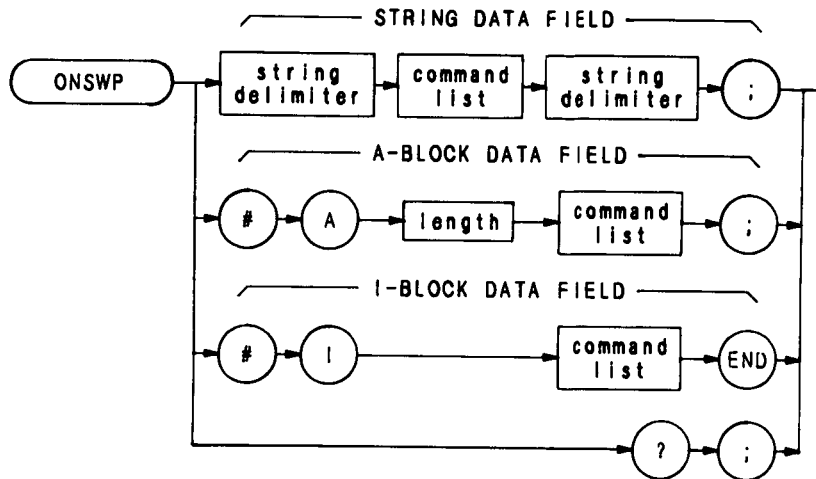 STRING DATA FIELD
ONSWP
string delimiter
command list
string delimiter
;
A-BLOCK DATA FIELD
#
A
length
command list
;
I-BLOCK DATA FIELD
#
I
command list
END
?
;